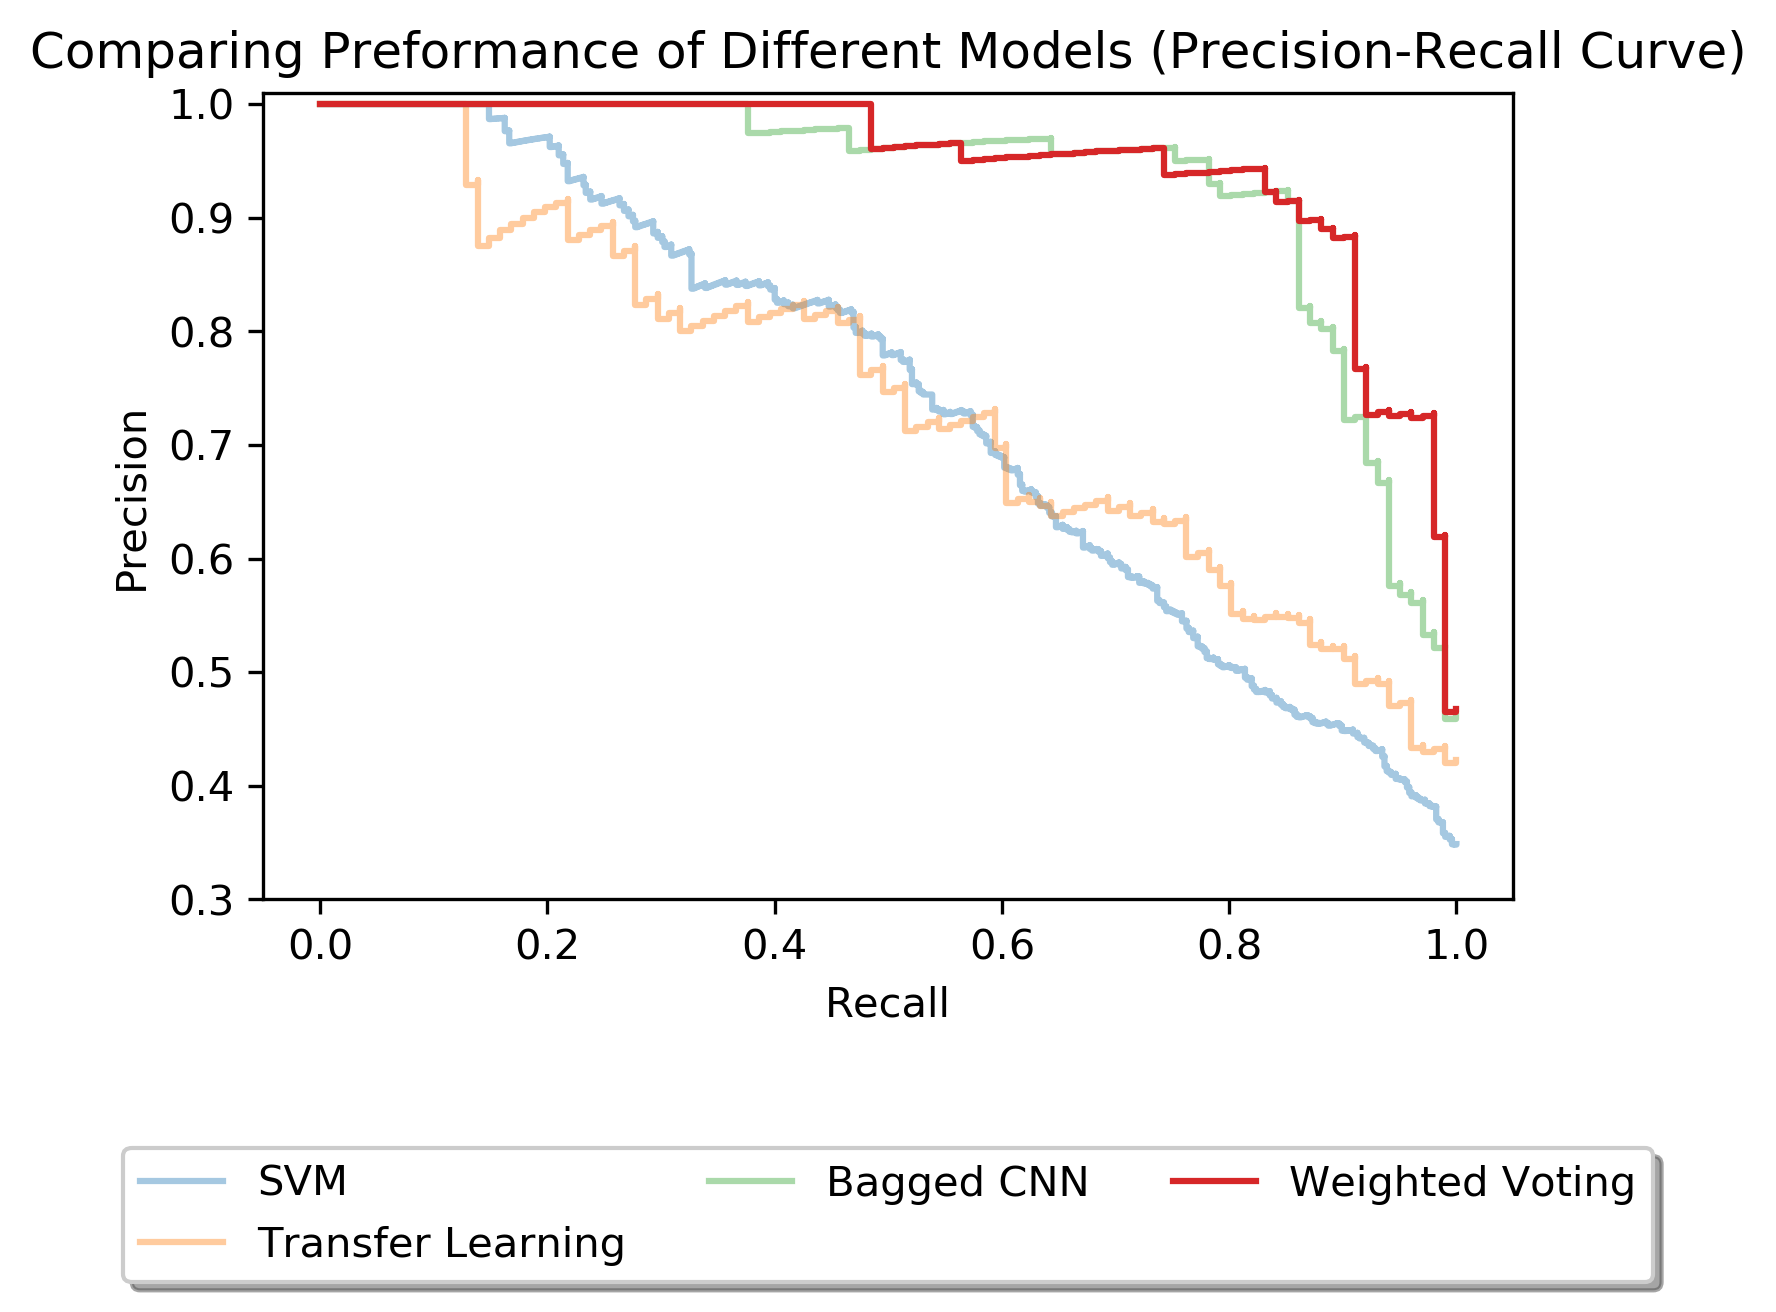 Comparing Preformance of Different Models (Precision-Recall Curve)
1.0
0.9
0.8
0.7
0.6
0.5
0.4
0.3
Precision
0.0 0.2 0.4 0.6 0.8 1.0
Recall
SVM Bagged CNN Weighted Voting
Transfer Learning